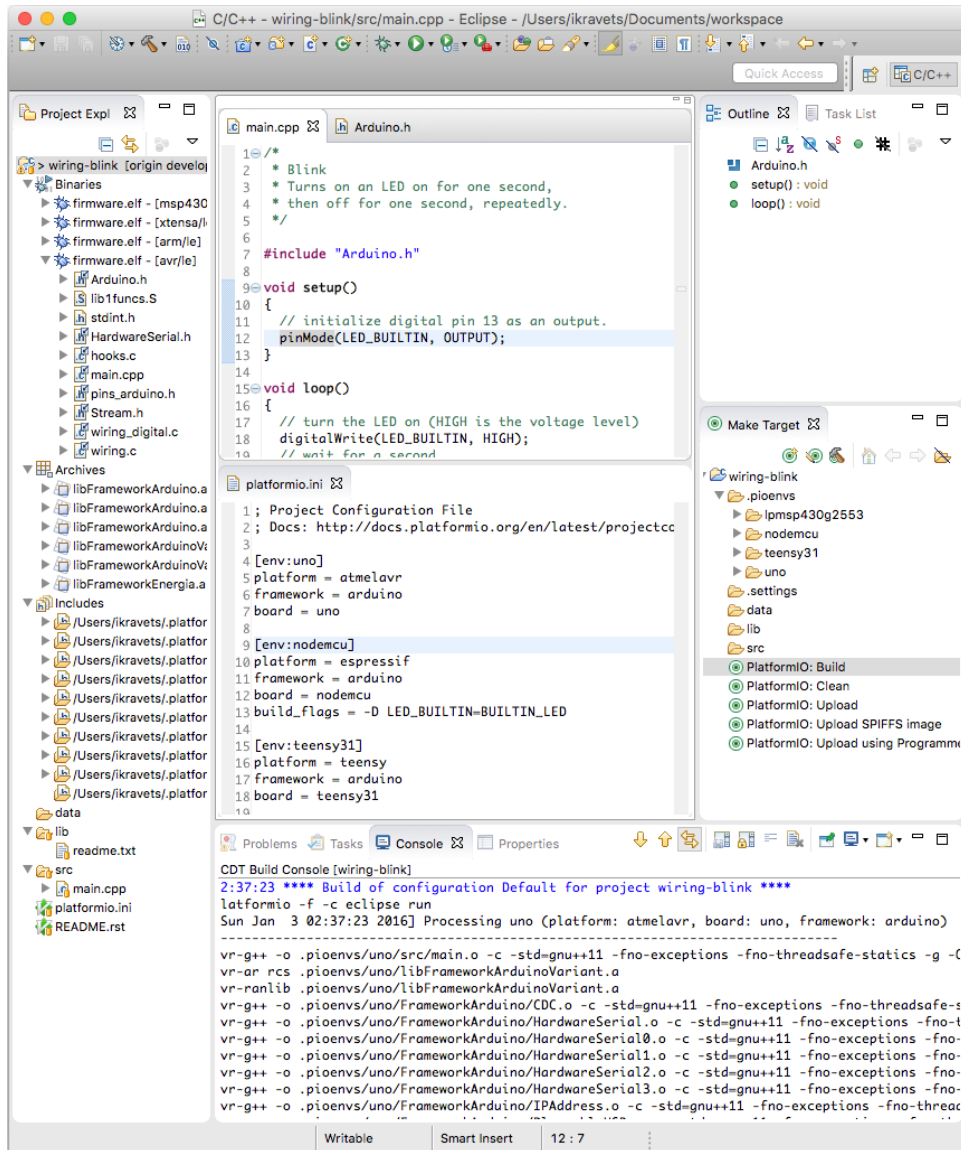 C/C++ - wiring-blink/src/main.cpp - Eclipse - /Users/ikravets/Documents/workspace
Quick Access
C/C++
Project Expl
> wiring-blink [origin develop
Binaries
firmware.elf - [msp430
firmware.elf - [xtensa/l
firmware.elf - [arm/le]
firmware.elf - [avr/le]
Arduino.h
lib1funcs.S
stdint.h
HardwareSerial.h
hooks.c
main.cpp
pins_arduino.h
Stream.h
wiring_digital.c
wiring.c
Archives
libFrameworkArduino.a
libFrameworkArduino.a
libFrameworkArduino.a
libFrameworkArduinoVa
libFrameworkArduinoVa
libFrameworkEnergia.a
Includes
/Users/ikravets/.platfor
/Users/ikravets/.platfor
/Users/ikravets/.platfor
/Users/ikravets/.platfor
/Users/ikravets/.platfor
/Users/ikravets/.platfor
/Users/ikravets/.platfor
/Users/ikravets/.platfor
/Users/ikravets/.platfor
/Users/ikravets/.platfor
data
lib
readme.txt
src
main.cpp
platformio.ini
README.rst
main.cpp
Arduino.h
1 /*
2  * Blink
3  * Turns on an LED on for one second,
4  * then off for one second, repeatedly.
5  */
6
7 #include "Arduino.h"
8
9 void setup()
10 {
11   // initialize digital pin 13 as an output.
12   pinMode(LED_BUILTIN, OUTPUT);
13 }
14
15 void loop()
16 {
17   // turn the LED on (HIGH is the voltage level)
18   digitalWrite(LED_BUILTIN, HIGH);
19   // wait for a second
platformio.ini
1 ; Project Configuration File
2 ; Docs: http://docs.platformio.org/en/latest/projectco
3
4 [env:uno]
5 platform = atmelavr
6 framework = arduino
7 board = uno
8
9 [env:nodemcu]
10 platform = espressif
11 framework = arduino
12 board = nodemcu
13 build_flags = -D LED_BUILTIN=BUILTIN_LED
14
15 [env:teensy31]
16 platform = teensy
17 framework = arduino
18 board = teensy31
19
Outline
Task List
Arduino.h
setup() : void
loop() : void
Make Target
wiring-blink
.pioenvs
lpmsp430g2553
nodemcu
teensy31
uno
.settings
data
lib
src
PlatformIO: Build
PlatformIO: Clean
PlatformIO: Upload
PlatformIO: Upload SPIFFS image
PlatformIO: Upload using Programme
Problems
Tasks
Console
Properties
CDT Build Console [wiring-blink]
2:37:23 **** Build of configuration Default for project wiring-blink ****
latformio -f -c eclipse run
Sun Jan  3 02:37:23 2016] Processing uno (platform: atmelavr, board: uno, framework: arduino)
--------------------------------------------------------------------------------
vr-g++ -o .pioenvs/uno/src/main.o -c -std=gnu++11 -fno-exceptions -fno-threadsafe-statics -g -O
vr-ar rcs .pioenvs/uno/libFrameworkArduinoVariant.a
vr-ranlib .pioenvs/uno/libFrameworkArduinoVariant.a
vr-g++ -o .pioenvs/uno/FrameworkArduino/CDC.o -c -std=gnu++11 -fno-exceptions -fno-threadsafe-s
vr-g++ -o .pioenvs/uno/FrameworkArduino/HardwareSerial.o -c -std=gnu++11 -fno-exceptions -fno-t
vr-g++ -o .pioenvs/uno/FrameworkArduino/HardwareSerial0.o -c -std=gnu++11 -fno-exceptions -fno-
vr-g++ -o .pioenvs/uno/FrameworkArduino/HardwareSerial1.o -c -std=gnu++11 -fno-exceptions -fno-
vr-g++ -o .pioenvs/uno/FrameworkArduino/HardwareSerial2.o -c -std=gnu++11 -fno-exceptions -fno-
vr-g++ -o .pioenvs/uno/FrameworkArduino/HardwareSerial3.o -c -std=gnu++11 -fno-exceptions -fno-
vr-g++ -o .pioenvs/uno/FrameworkArduino/IPAddress.o -c -std=gnu++11 -fno-exceptions -fno-thread
Writable
Smart Insert
12 : 7